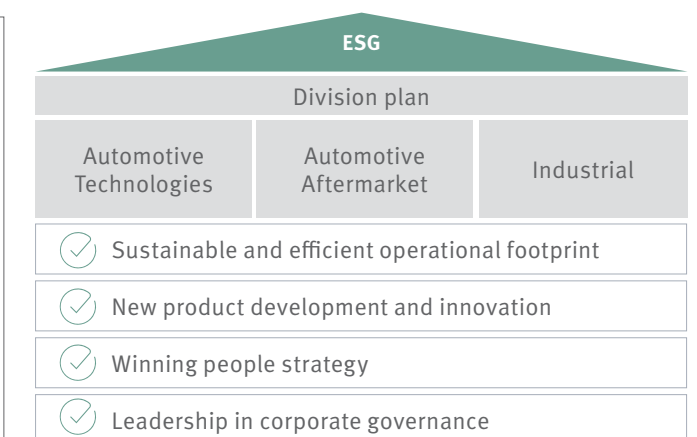 ESG
Division plan
Automotive
Technologies
Automotive
Aftermarket
Industrial
Sustainable and efficient operational footprint
New product development and innovation
Winning people strategy
Leadership in corporate governance